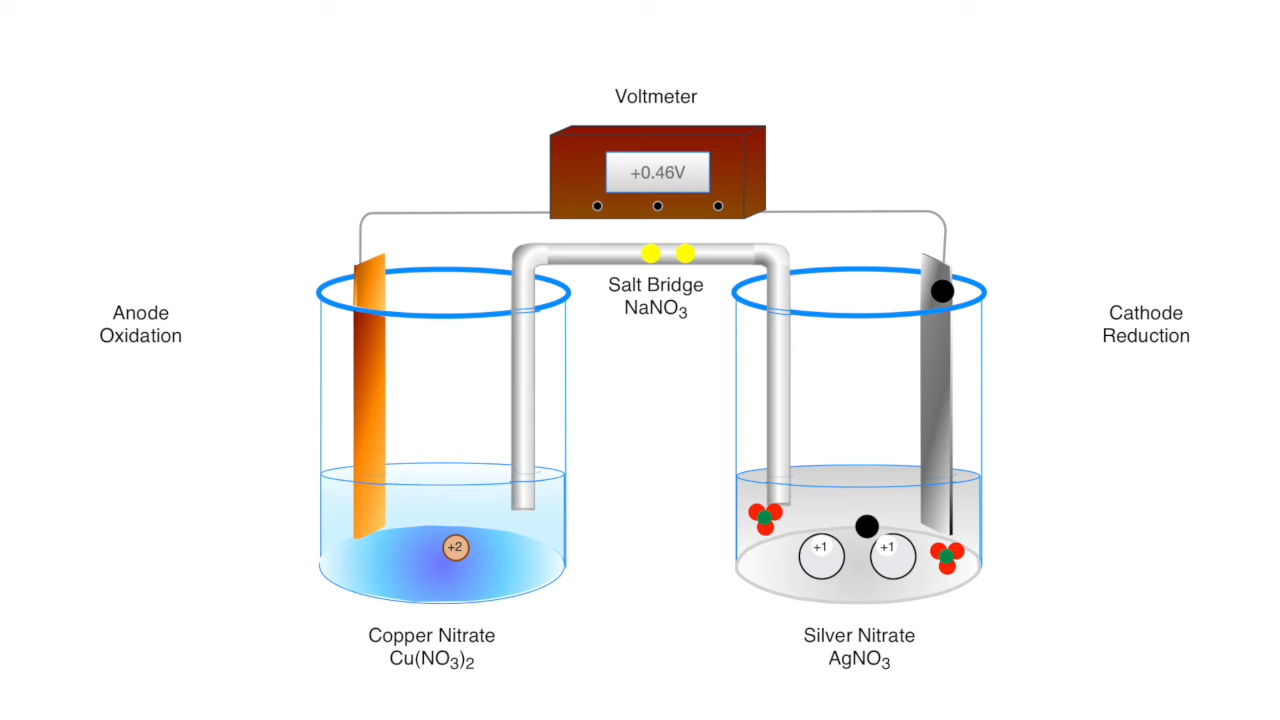 Voltmeter
+0.46V
Salt Bridge
NaNO₃
Anode
Oxidation
Cathode
Reduction
+2
+1
+1
Copper Nitrate
Cu(NO₃)₂
Silver Nitrate
AgNO₃